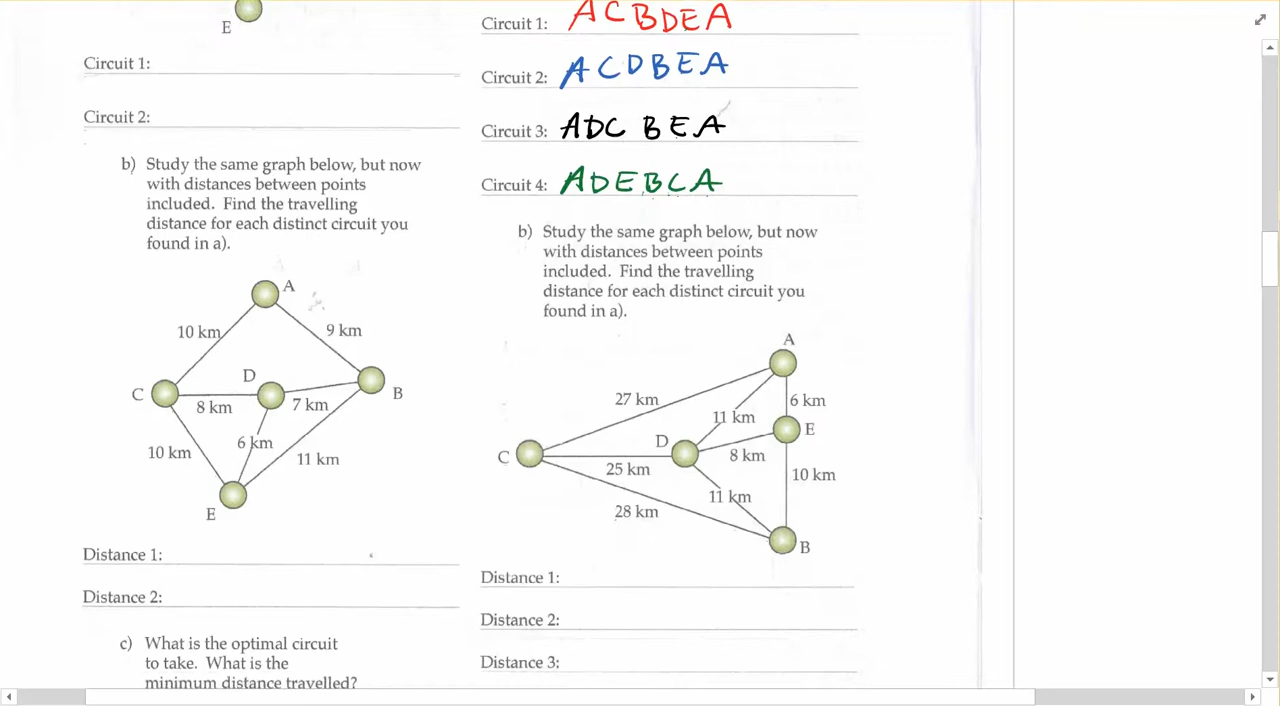 E
Circuit 1:
Circuit 2:
b) Study the same graph below, but now
with distances between points
included. Find the travelling
distance for each distinct circuit you
found in a).
A
10 km
9 km
C
D
B
8 km
7 km
6 km
10 km
11 km
E
Distance 1:
Distance 2:
c) What is the optimal circuit
to take. What is the
minimum distance travelled?
Circuit 1: ACBDEA
Circuit 2: ACDBEA
Circuit 3: ADCBEA
Circuit 4: ADEBCA
b) Study the same graph below, but now
with distances between points
included. Find the travelling
distance for each distinct circuit you
found in a).
A
27 km
6 km
11 km
E
D
C
8 km
25 km
10 km
11 km
28 km
B
Distance 1:
Distance 2:
Distance 3: